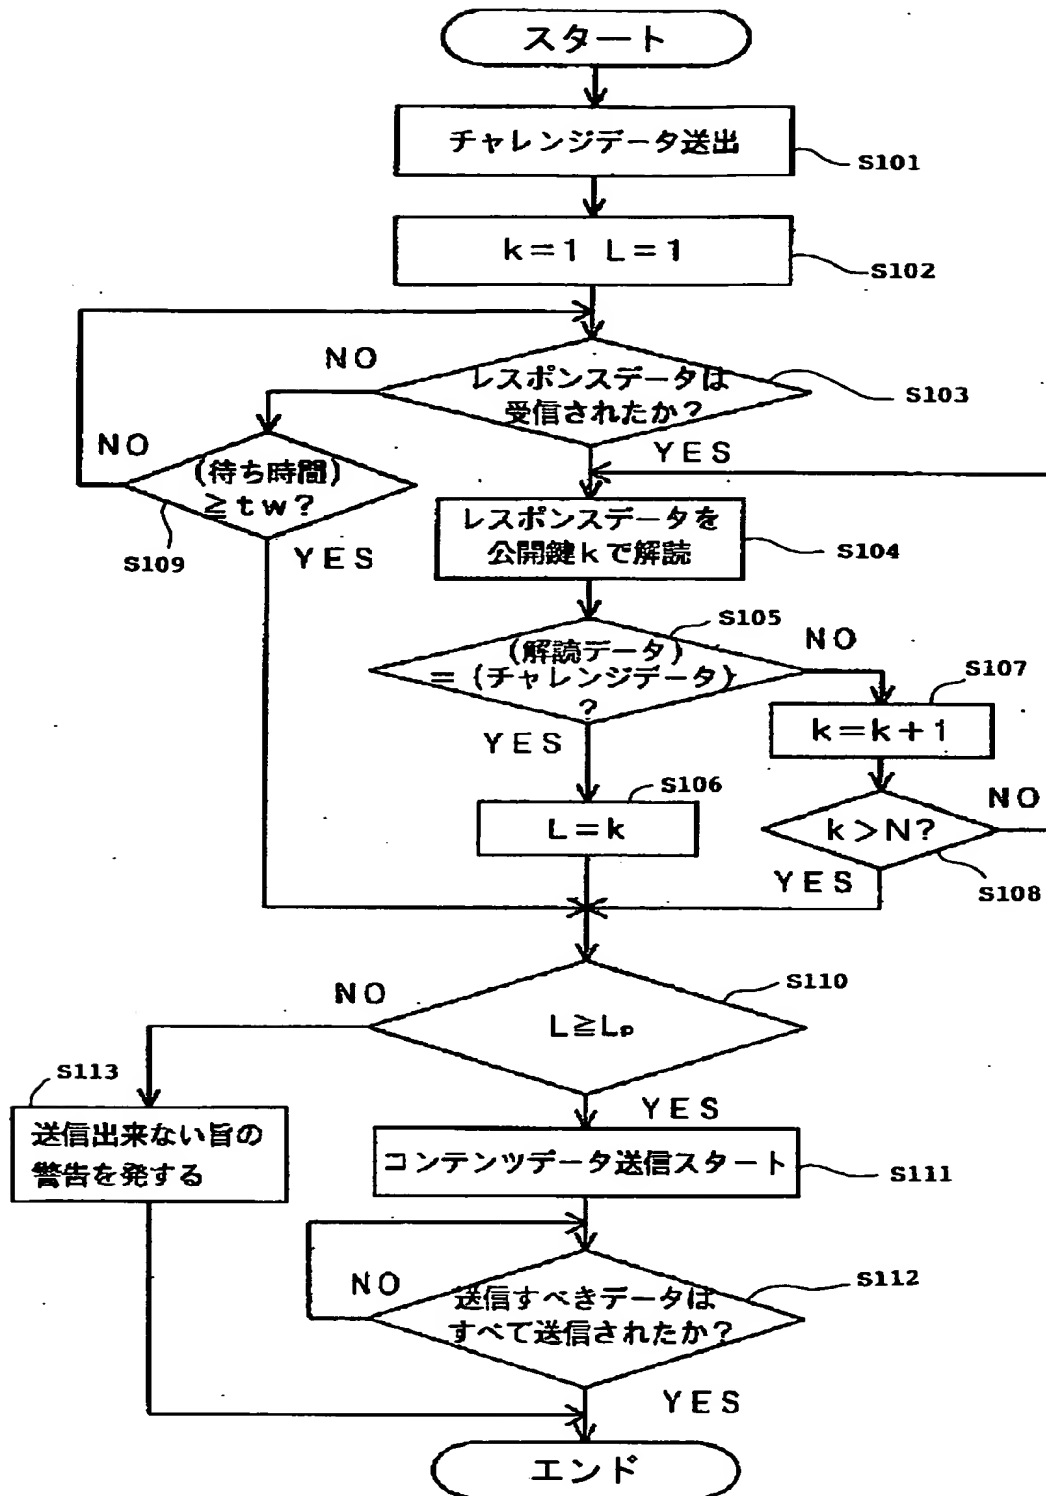 スタート
チャレンジデータ送出
S101
k=1 L=1
S102
NO
レスポンスデータは
受信されたか?
S103
NO
YES
(待ち時間)
≧tw?
S109
YES
レスポンスデータを
公開鍵kで解読
S104
S105
(解読データ)
=(チャレンジデータ)
?
NO
YES
S107
k=k+1
S106
L=k
k>N?
NO
YES
S108
S110
NO
L≧Lp
S113
YES
送信出来ない旨の
警告を発する
コンテンツデータ送信スタート
S111
S112
NO
送信すべきデータは
すべて送信されたか?
YES
エンド